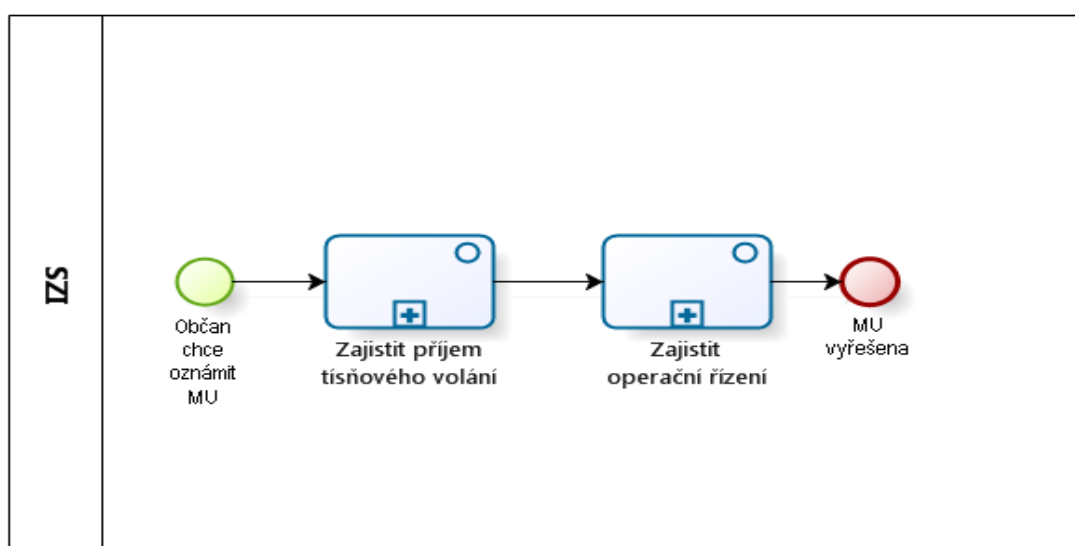 IZS
Občan
chce
oznámit
MU
Zajistit příjem
tísňového volání
Zajistit
operační řízení
MU
vyřešena